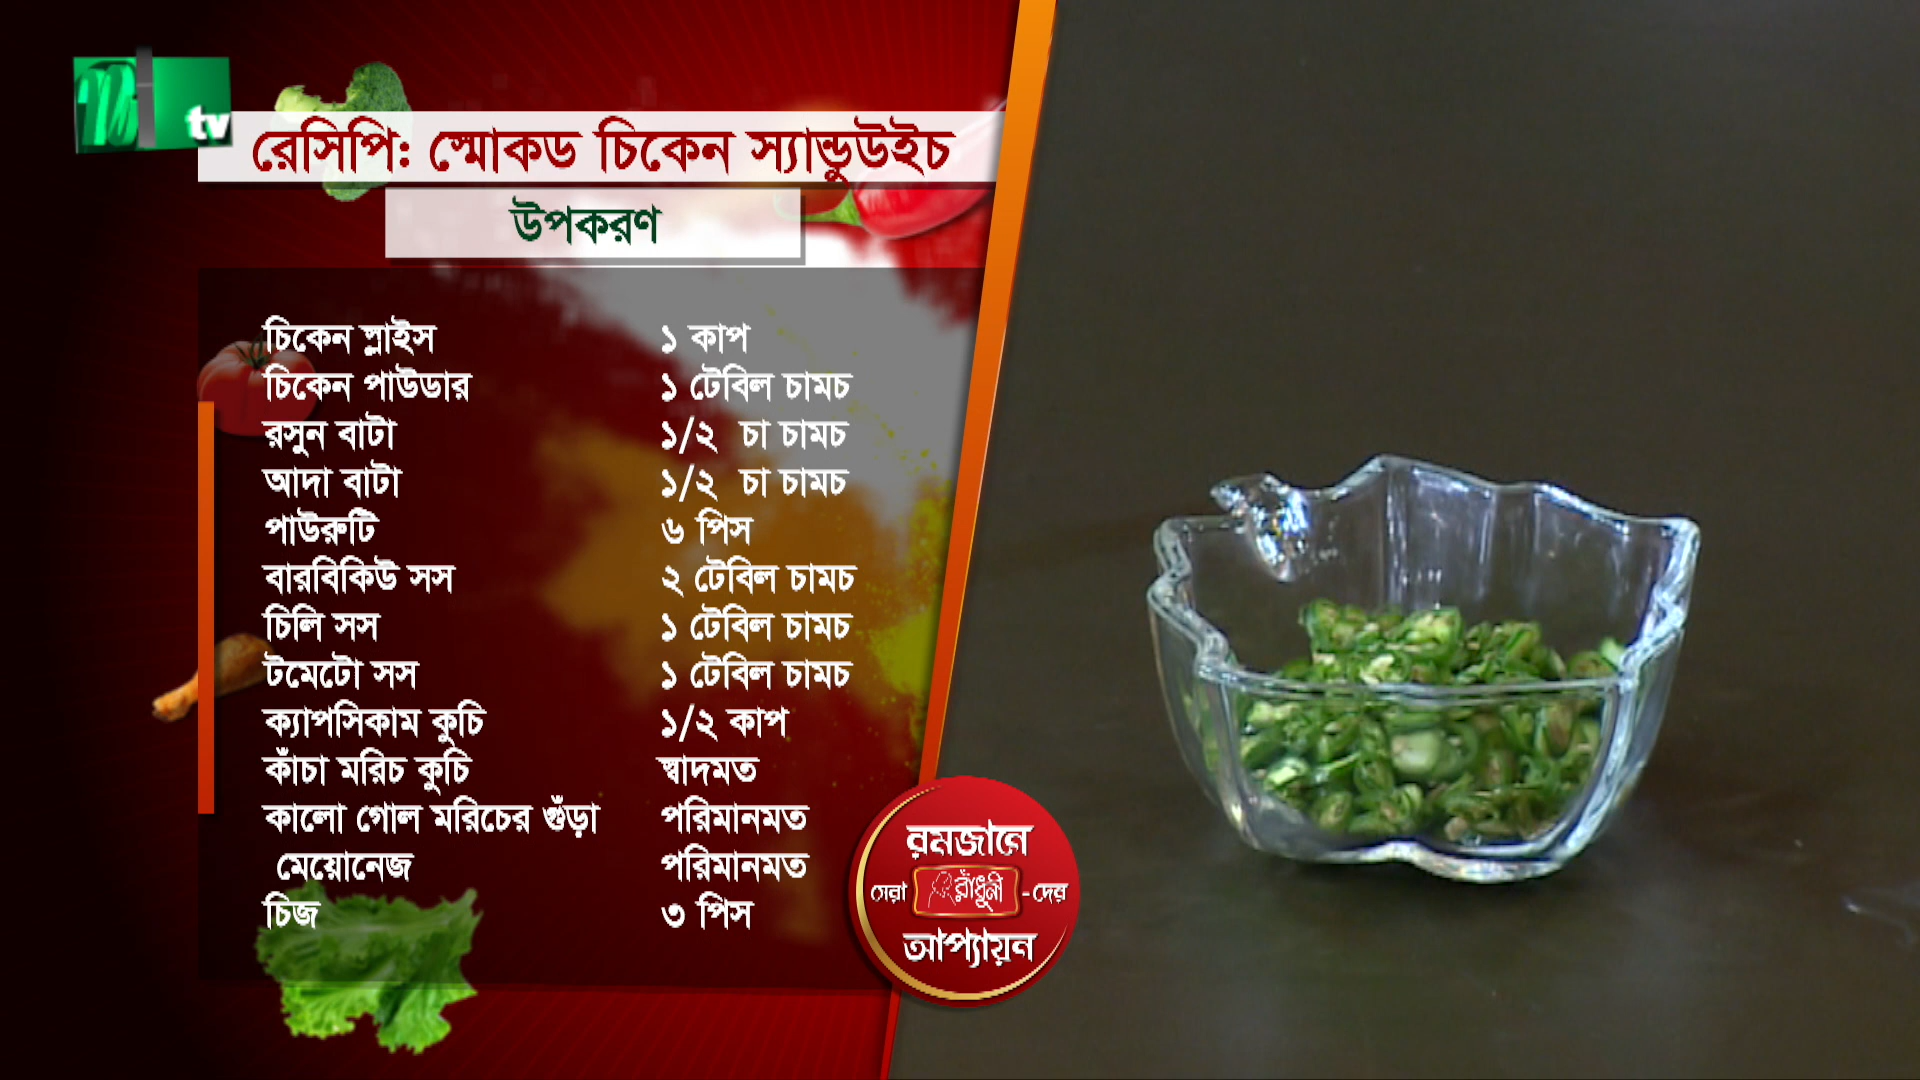 tv
রেসিপি: স্মোকড চিকেন স্যান্ডুউইচ
উপকরণ
চিকেন স্লাইস ১ কাপ
চিকেন পাউডার ১ টেবিল চামচ
রসুন বাটা ১/২ চা চামচ
আদা বাটা ১/২ চা চামচ
পাউরুটি ৬ পিস
বারবিকিউ সস ২ টেবিল চামচ
চিলি সস ১ টেবিল চামচ
টমেটো সস ১ টেবিল চামচ
ক্যাপসিকাম কুচি ১/২ কাপ
কাঁচা মরিচ কুচি স্বাদমত
কালো গোল মরিচের গুঁড়া পরিমানমত
মেয়োনেজ পরিমানমত
চিজ ৩ পিস
রমজানে
সেরা রাঁধুনী - দের
আপ্যায়ন